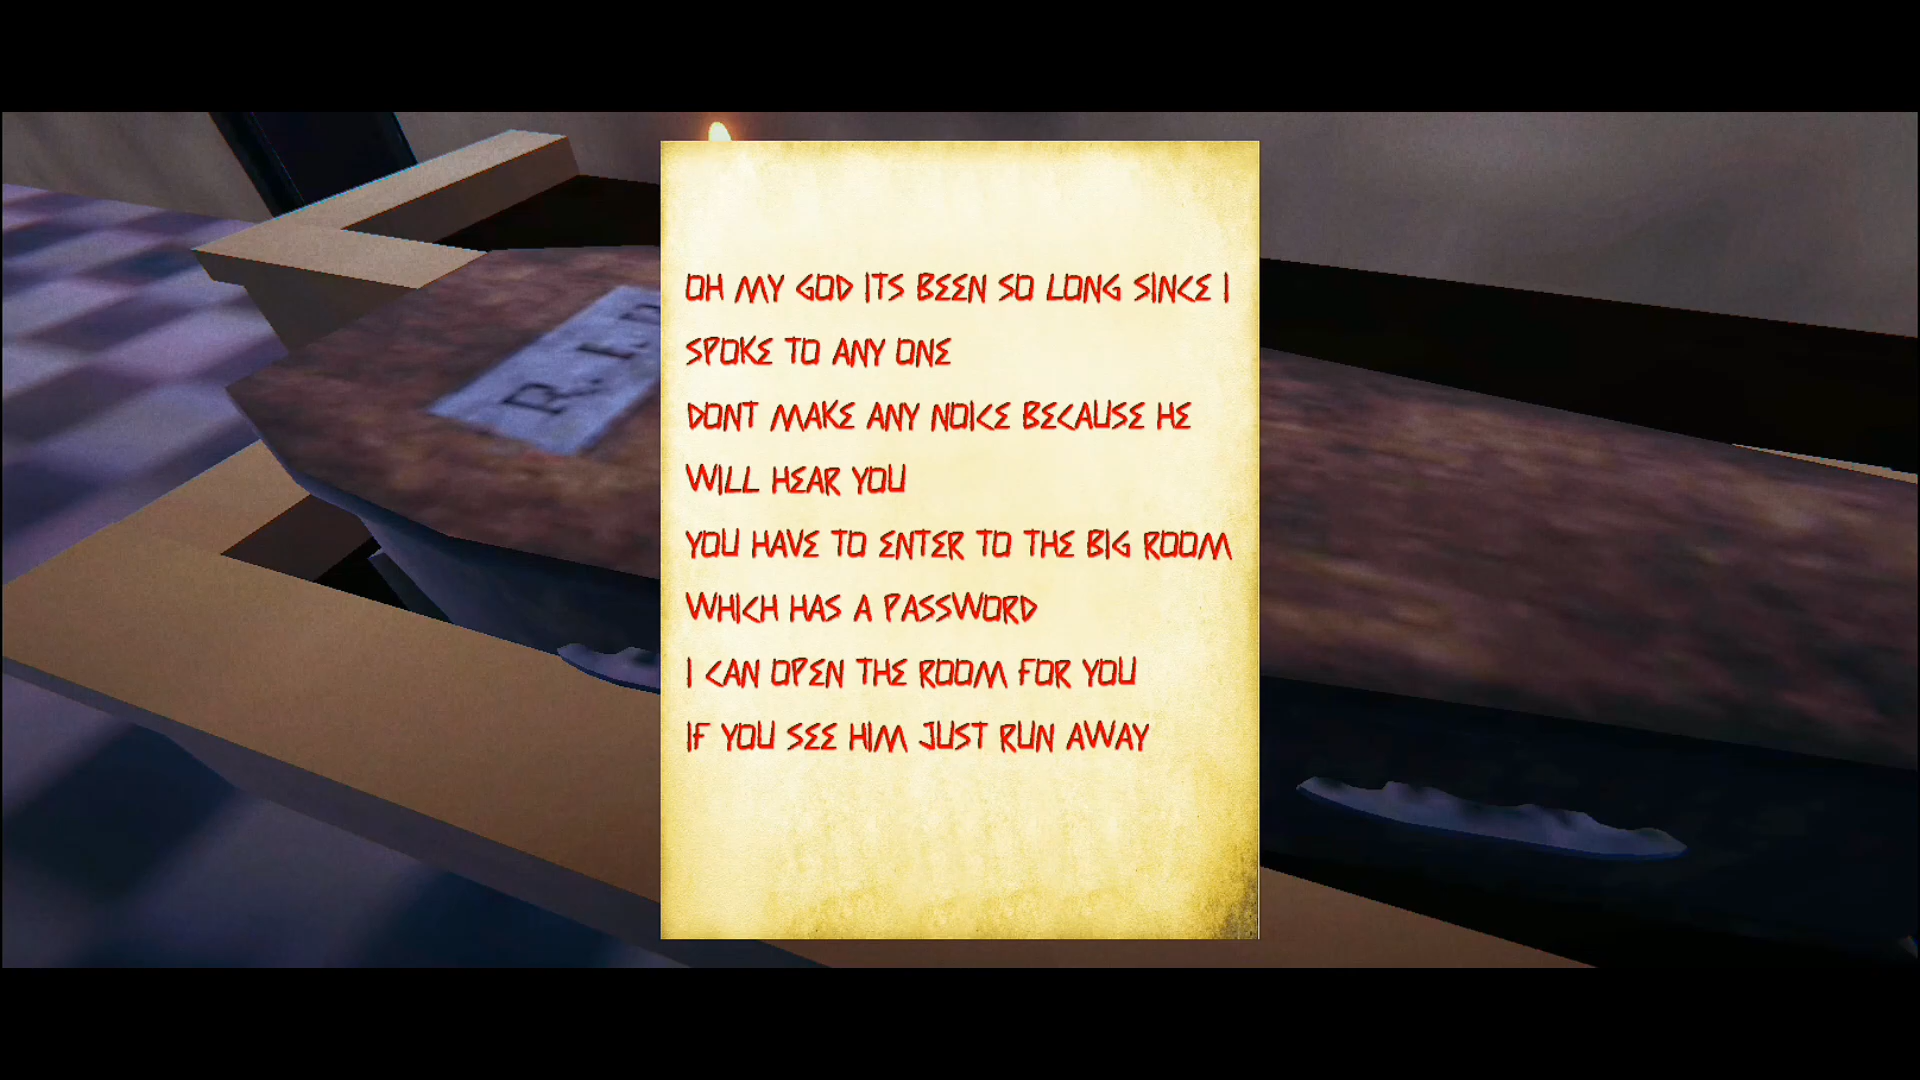 R.I.P
OH MY GOD ITS BEEN SO LONG SINCE I
SPOKE TO ANY ONE
DONT MAKE ANY NOICE BECAUSE HE
WILL HEAR YOU
YOU HAVE TO ENTER TO THE BIG ROOM
WHICH HAS A PASSWORD
I CAN OPEN THE ROOM FOR YOU
IF YOU SEE HIM JUST RUN AWAY